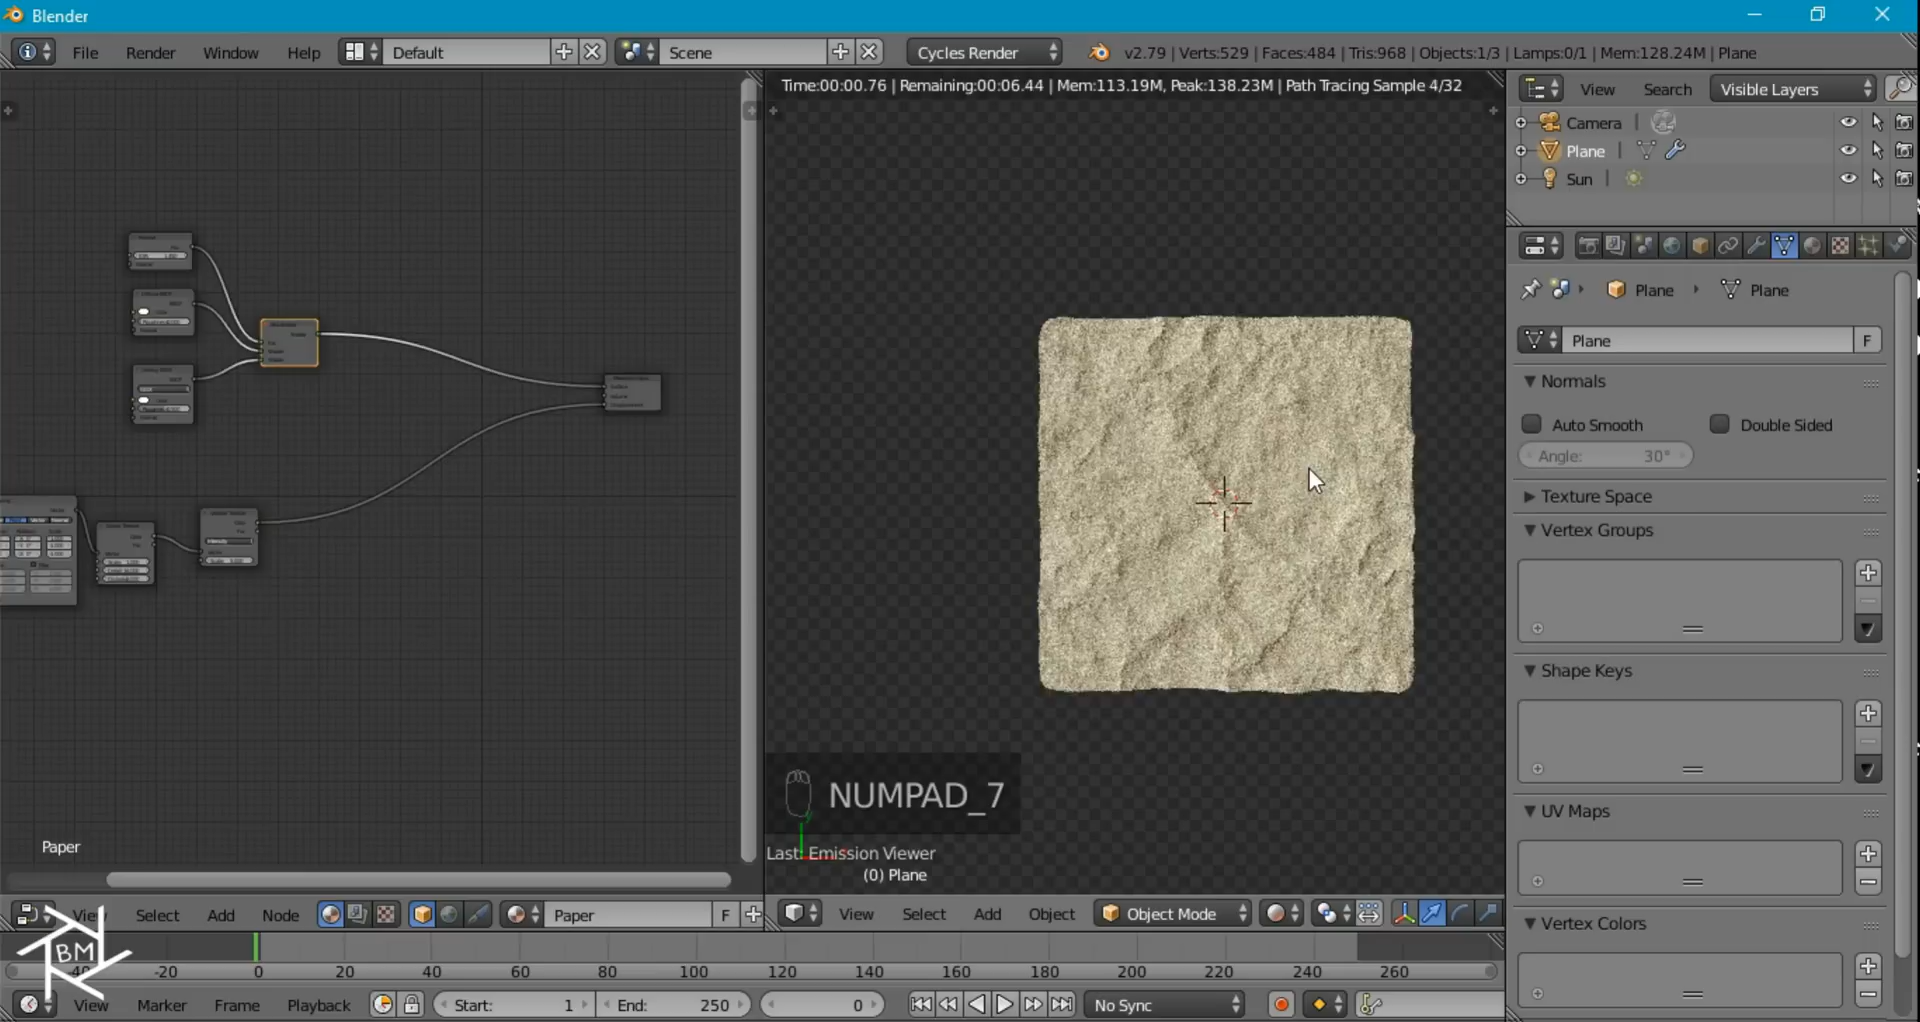 Blender
File Render Window Help Default Scene Cycles Render v2.79 | Verts:529 | Faces:484 | Tris:968 | Objects:1/3 | Lamps:0/1 | Mem:128.24M | Plane
Time:00:00.76 | Remaining:00:06.44 | Mem:113.19M, Peak:138.23M | Path Tracing Sample 4/32
View Search Visible Layers
Camera
Plane
Sun
Plane Plane
Plane F
Normals
Auto Smooth Double Sided
Angle: 30°
Texture Space
Vertex Groups
Shape Keys
UV Maps
Vertex Colors
NUMPAD_7
Paper
Last: Emission Viewer
(0) Plane
View Select Add Node Paper F
View Select Add Object Object Mode
BM
-40 -20 0 20 40 60 80 100 120 140 160 180 200 220 240 260
View Marker Frame Playback Start: 1 End: 250 0 No Sync